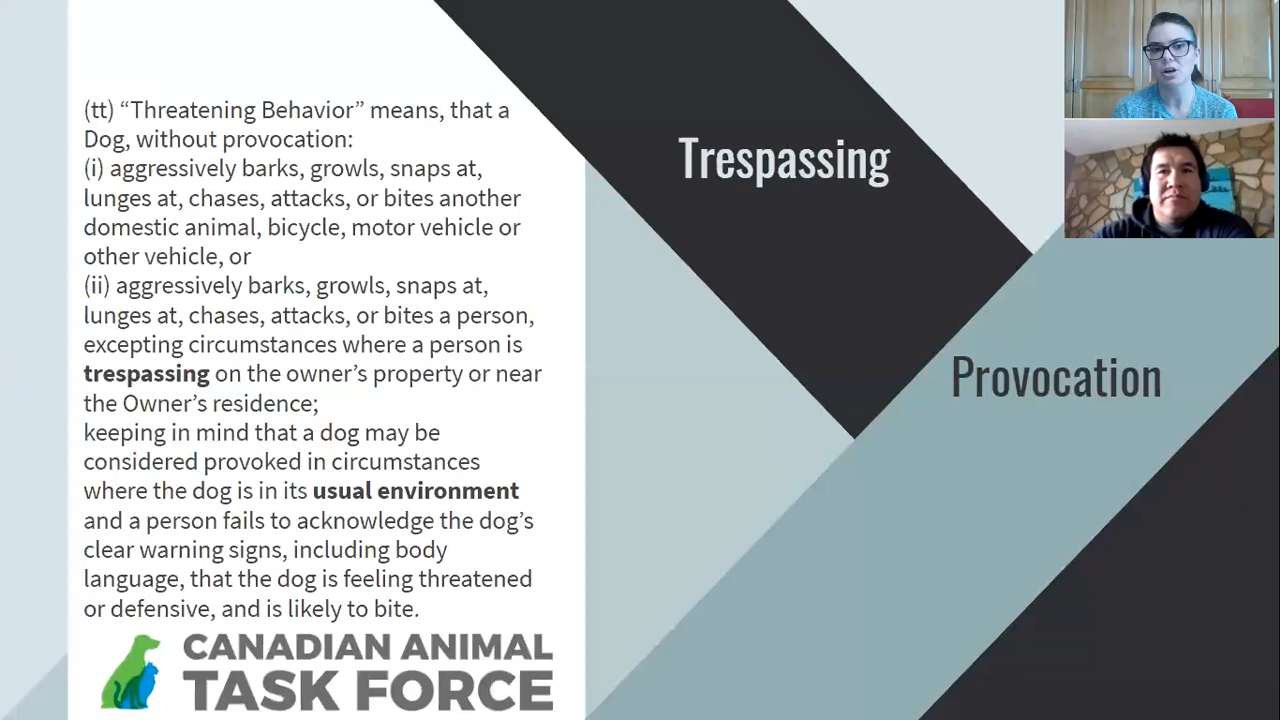 (tt) “Threatening Behavior” means, that a
Dog, without provocation:
(i) aggressively barks, growls, snaps at,
lunges at, chases, attacks, or bites another
domestic animal, bicycle, motor vehicle or
other vehicle, or
(ii) aggressively barks, growls, snaps at,
lunges at, chases, attacks, or bites a person,
excepting circumstances where a person is
trespassing on the owner’s property or near
the Owner’s residence;
keeping in mind that a dog may be
considered provoked in circumstances
where the dog is in its usual environment
and a person fails to acknowledge the dog’s
clear warning signs, including body
language, that the dog is feeling threatened
or defensive, and is likely to bite.
CANADIAN ANIMAL
TASK FORCE
Trespassing
Provocation